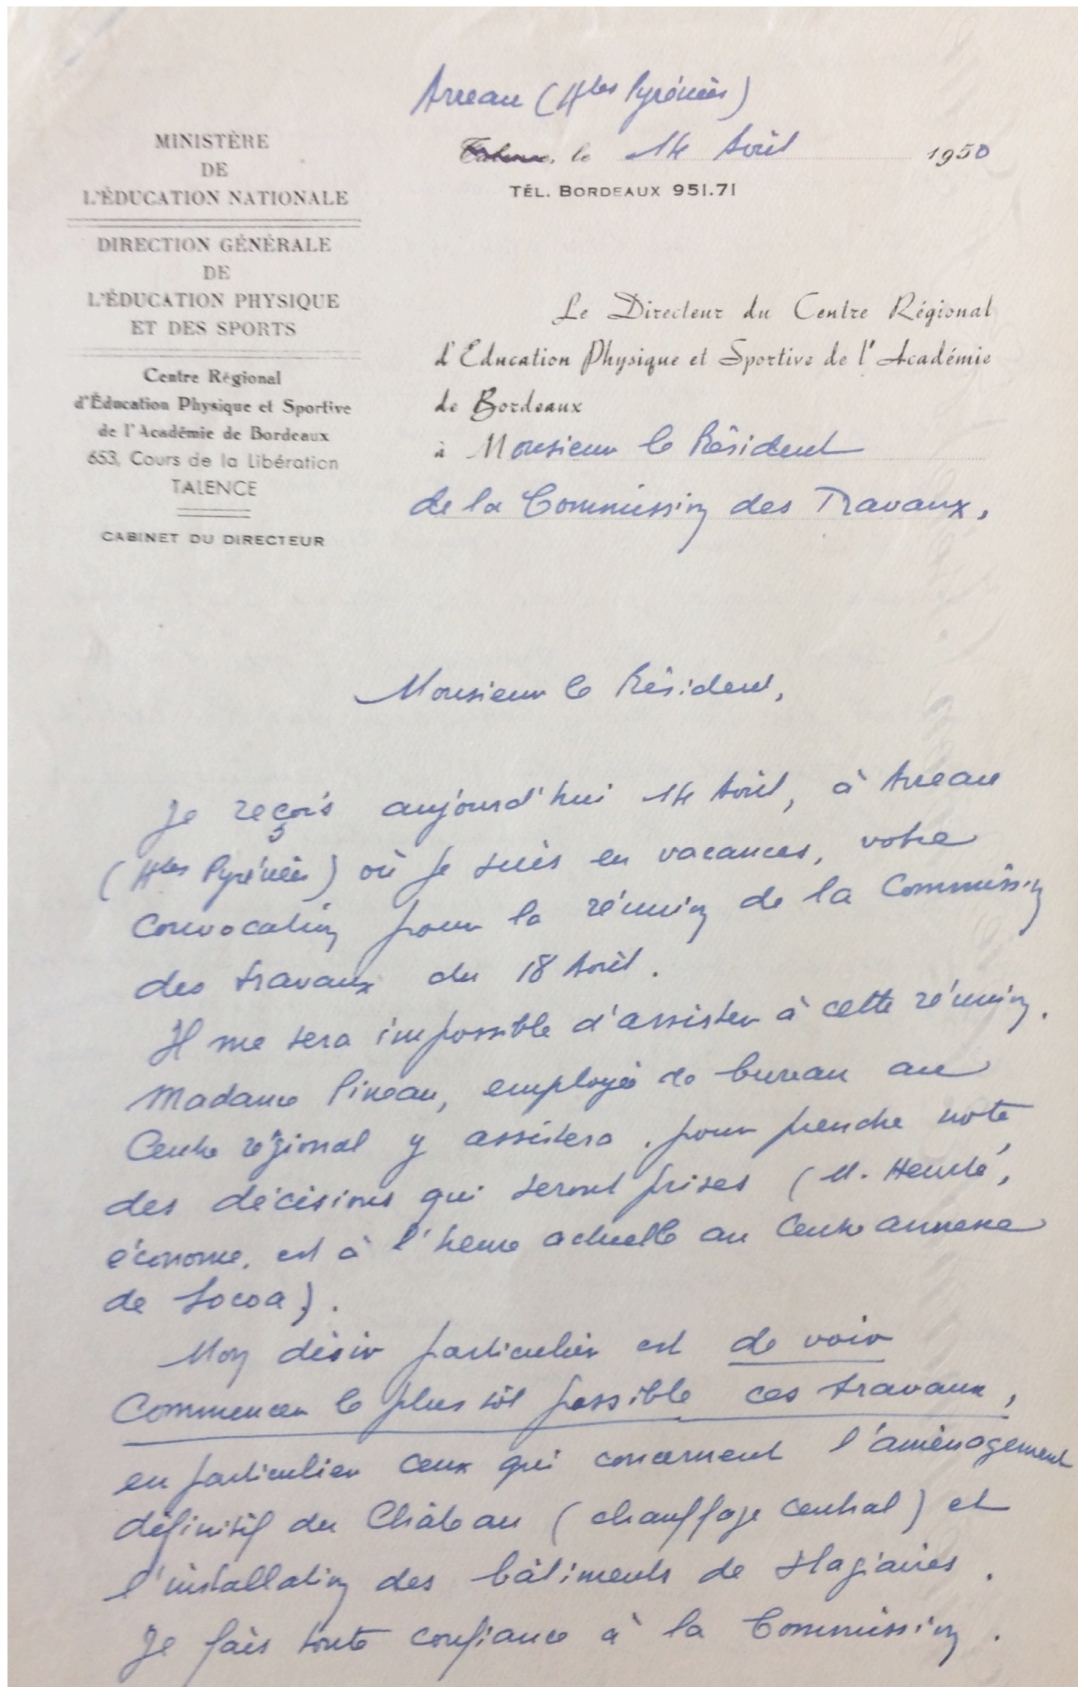 Arreau (Htes Pyrénées)
Talence, le 14 Avril 1950
TÉL. BORDEAUX 951.71
MINISTÈRE
DE
L'ÉDUCATION NATIONALE
DIRECTION GÉNÉRALE
DE
L'ÉDUCATION PHYSIQUE
ET DES SPORTS
Centre Régional
d'Éducation Physique et Sportive
de l'Académie de Bordeaux
653, Cours de la Libération
TALENCE
CABINET DU DIRECTEUR
Le Directeur du Centre Régional
d'Education Physique et Sportive de l'Académie
de Bordeaux
à Monsieur le Président
de la Commission des Travaux,
Monsieur le Président,
Je reçois aujourd'hui 14 Avril, à Arreau
(Htes Pyrénées) où je suis en vacances, votre
convocation pour la réunion de la Commission
des travaux du 18 Avril.
Il me sera impossible d'assister à cette réunion.
Madame Pineau, employée de bureau au
Centre régional y assistera, pour prendre note
des décisions qui seront prises (M.
économe, est à l'heure actuelle au Centre annexe
de Socoa).
Mon désir particulier est de voir
commencer le plus tôt possible ces travaux,
en particulier ceux qui concernent l'aménagement
définitif du Château (chauffage central) et
l'installation des bâtiments de stagiaires.
Je fais toute confiance à la Commission.